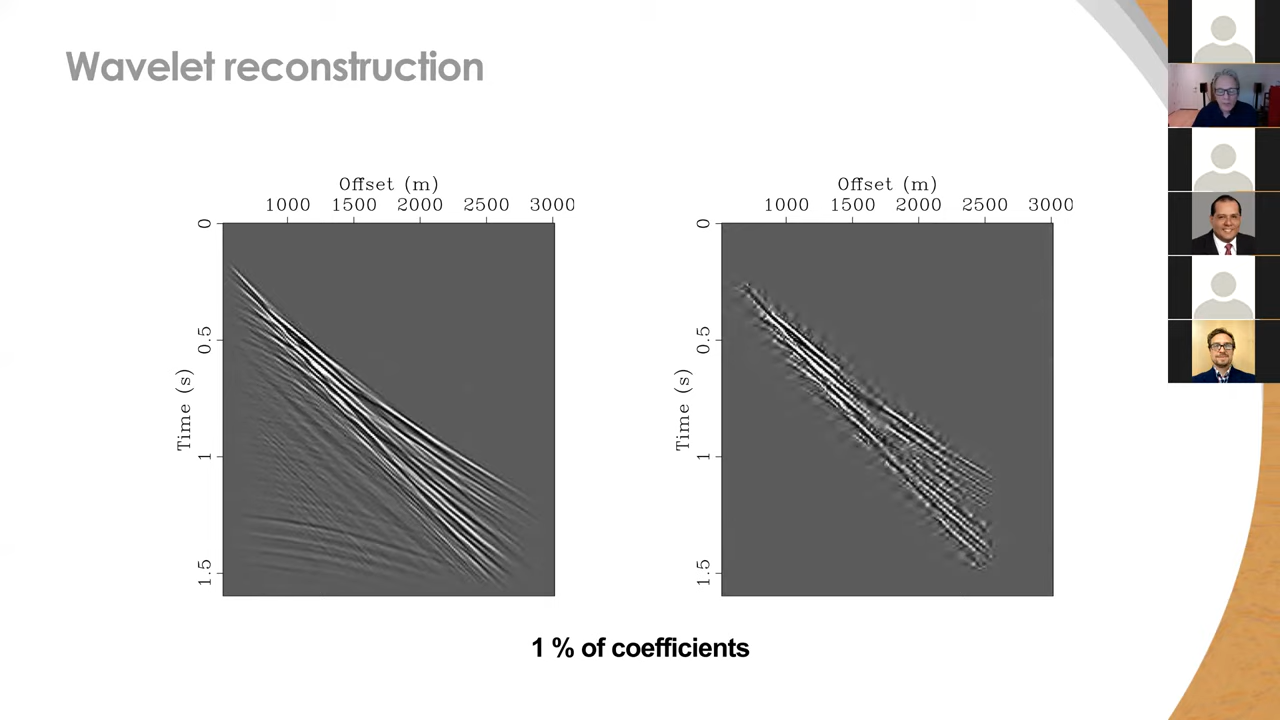 Wavelet reconstruction
Offset (m)
1000 1500 2000 2500 3000
0
0.5
1
1.5
Time (s)
Offset (m)
1000 1500 2000 2500 3000
0
0.5
1
1.5
Time (s)
1 % of coefficients